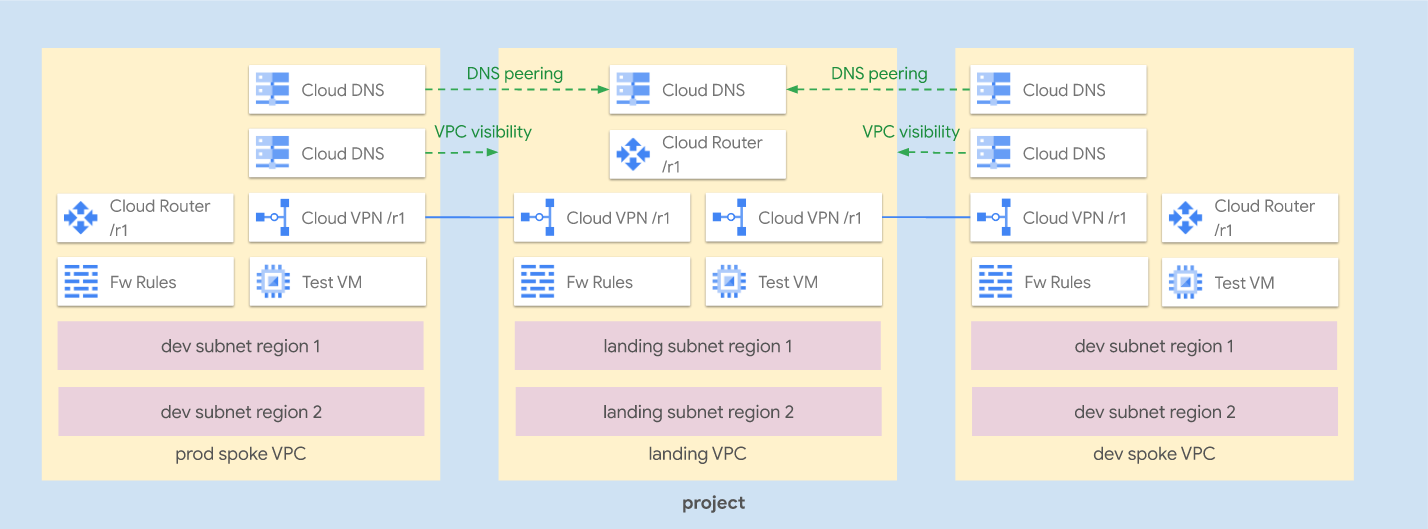 DNS peering
DNS peering
Cloud DNS
Cloud DNS
Cloud DNS
VPC visibility
VPC visibility
Cloud DNS
Cloud Router
/r1
Cloud DNS
Cloud Router
/r1
Cloud VPN /r1
Cloud VPN /r1
Cloud VPN /r1
Cloud VPN /r1
Cloud Router
/r1
Fw Rules
Test VM
Fw Rules
Test VM
Fw Rules
Test VM
dev subnet region 1
landing subnet region 1
dev subnet region 1
dev subnet region 2
landing subnet region 2
dev subnet region 2
prod spoke VPC
landing VPC
dev spoke VPC
project